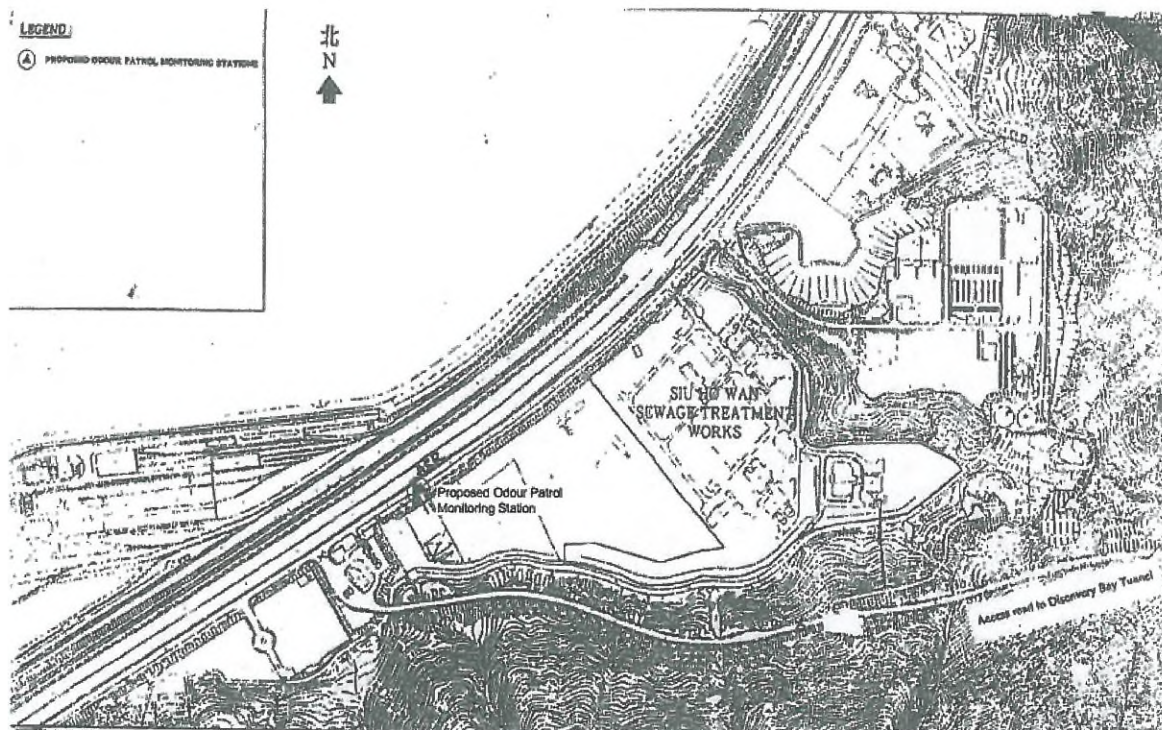 LEGEND:
A PROPOSED ODOUR PATROL MONITORING STATIONS
北
N
SIU HO WAN
SEWAGE TREATMENT
WORKS
Proposed Odour Patrol
Monitoring Station
Access road to Discovery Bay Tunnel